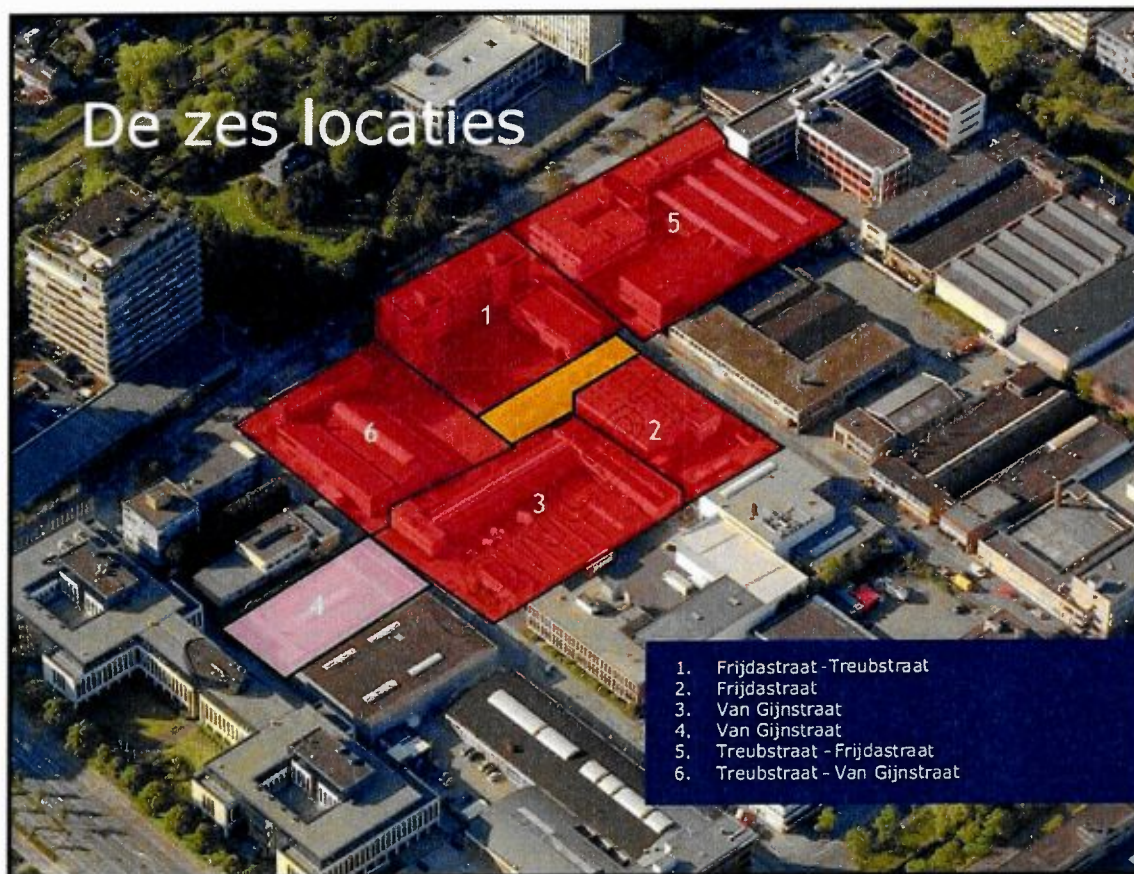 De zes locaties
5
1
6
2
3
4
1. Frijdastraat - Treubstraat
2. Frijdastraat
3. Van Gijnstraat
4. Van Gijnstraat
5. Treubstraat - Frijdastraat
6. Treubstraat - Van Gijnstraat